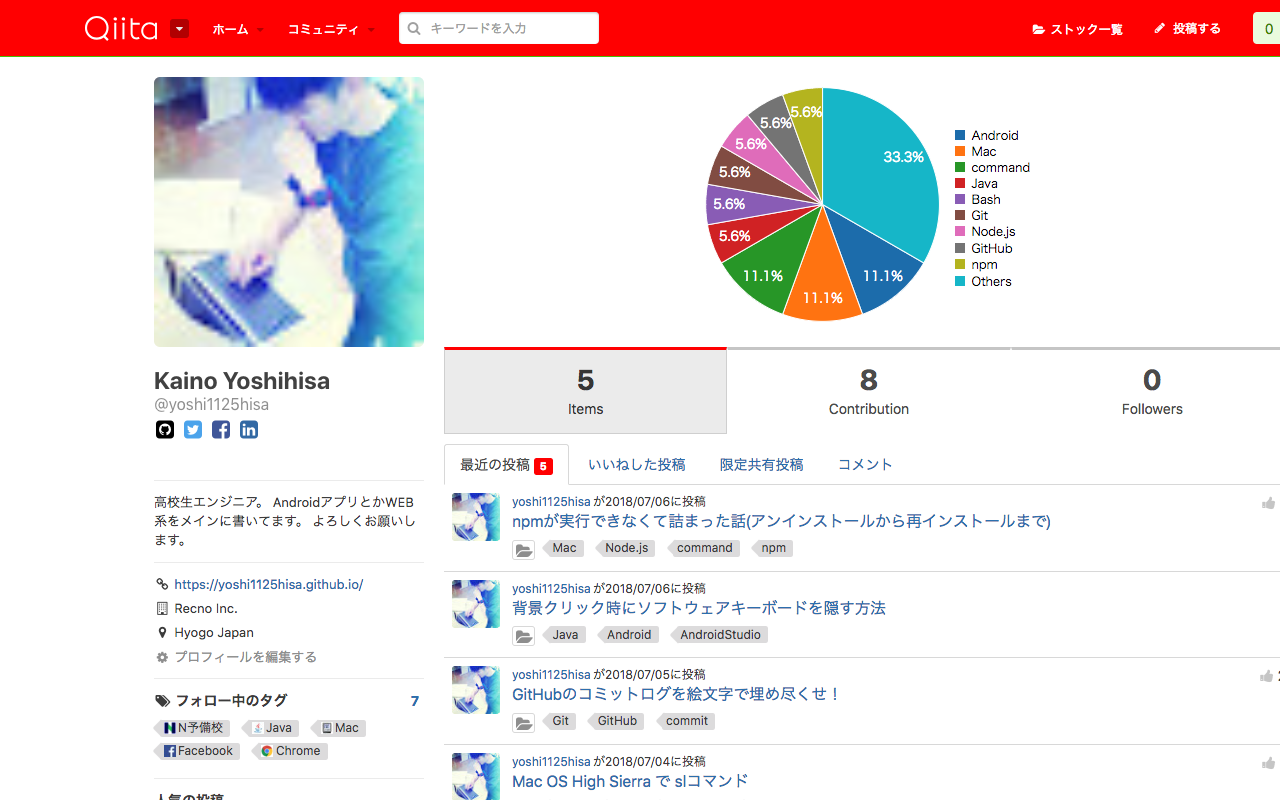 Qiita
ホーム
コミュニティ
キーワードを入力
ストック一覧
投稿する
0
5.6%
5.6%
5.6%
5.6%
5.6%
5.6%
11.1%
11.1%
11.1%
33.3%
Android
Mac
command
Java
Bash
Git
Node.js
GitHub
npm
Others
Kaino Yoshihisa
@yoshi1125hisa
高校生エンジニア。 AndroidアプリとかWEB
系をメインに書いてます。 よろしくお願いし
ます。
https://yoshi1125hisa.github.io/
Recno Inc.
Hyogo Japan
プロフィールを編集する
フォロー中のタグ 7
N予備校 Java Mac
Facebook Chrome
人気の投稿
5
Items
8
Contribution
0
Followers
最近の投稿 5
いいねした投稿
限定共有投稿
コメント
yoshi1125hisa が2018/07/06に投稿
npmが実行できなくて詰まった話(アンインストールから再インストールまで)
Mac Node.js command npm
yoshi1125hisa が2018/07/06に投稿
背景クリック時にソフトウェアキーボードを隠す方法
Java Android AndroidStudio
yoshi1125hisa が2018/07/05に投稿
GitHubのコミットログを絵文字で埋め尽くせ！
Git GitHub commit
yoshi1125hisa が2018/07/04に投稿
Mac OS High Sierra で slコマンド